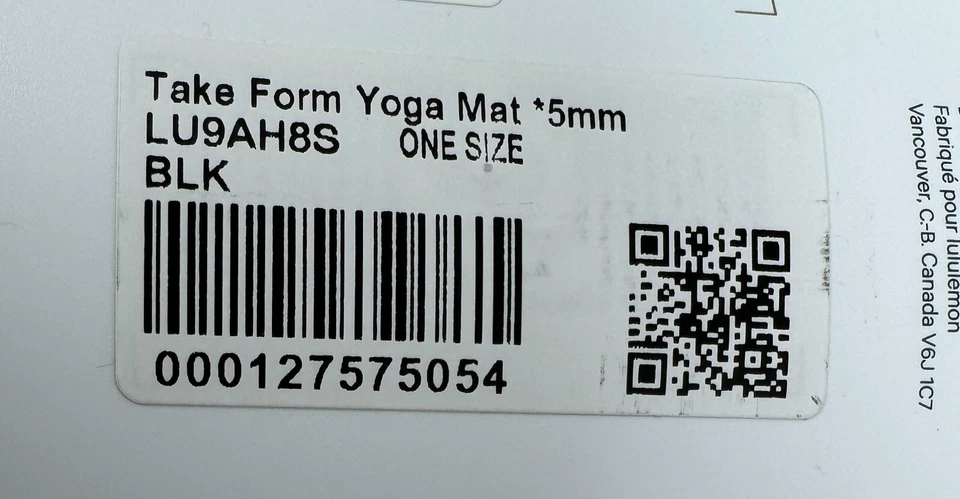 Take Form Yoga Mat *5mm
LU9AH8S ONE SIZE
BLK
000127575054
Fabriqué pour lululemon
Vancouver, C.-B. Canada V6J 1C7